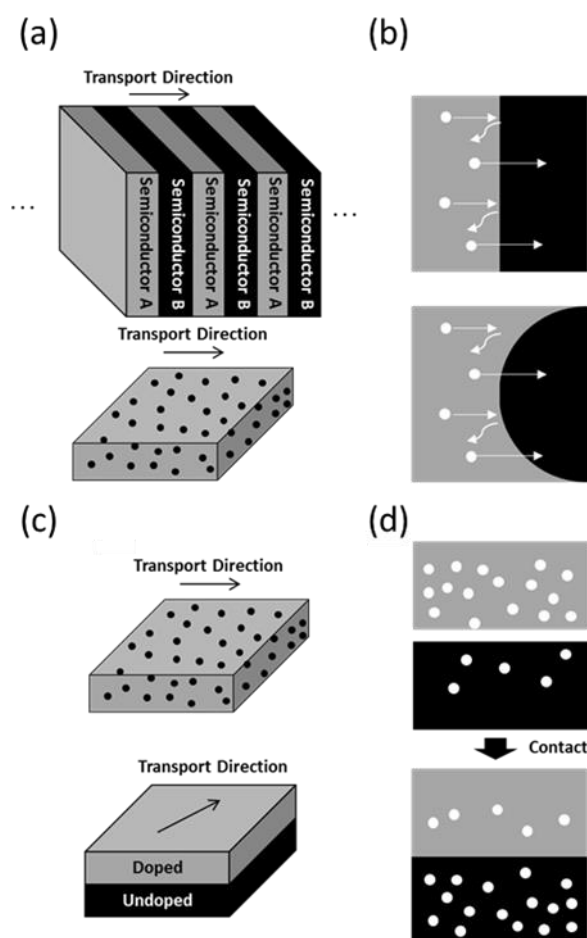 (a)
(b)
Transport Direction
Semiconductor A
Semiconductor B
Semiconductor A
Semiconductor B
Semiconductor A
Semiconductor B
...
...
Transport Direction
(c)
(d)
Transport Direction
Contact
Transport Direction
Doped
Undoped